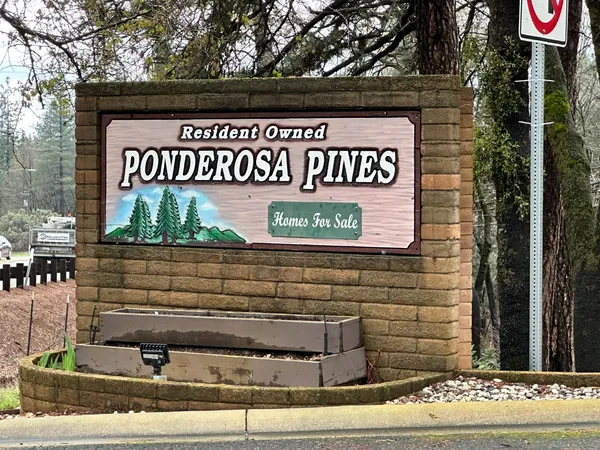 Resident Owned
PONDEROSA PINES
Homes For Sale